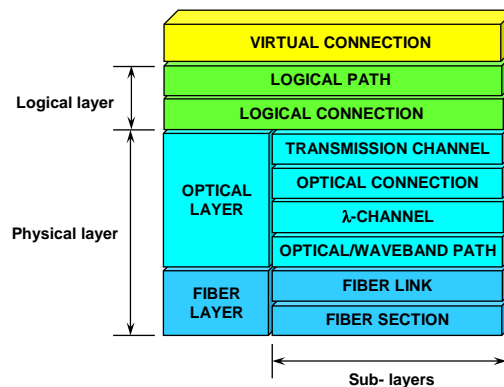 VIRTUAL CONNECTION
LOGICAL PATH
Logical layer
LOGICAL CONNECTION
TRANSMISSION CHANNEL
OPTICAL
LAYER
OPTICAL CONNECTION
λ-CHANNEL
Physical layer
OPTICAL/WAVEBAND PATH
FIBER
LAYER
FIBER LINK
FIBER SECTION
Sub- layers